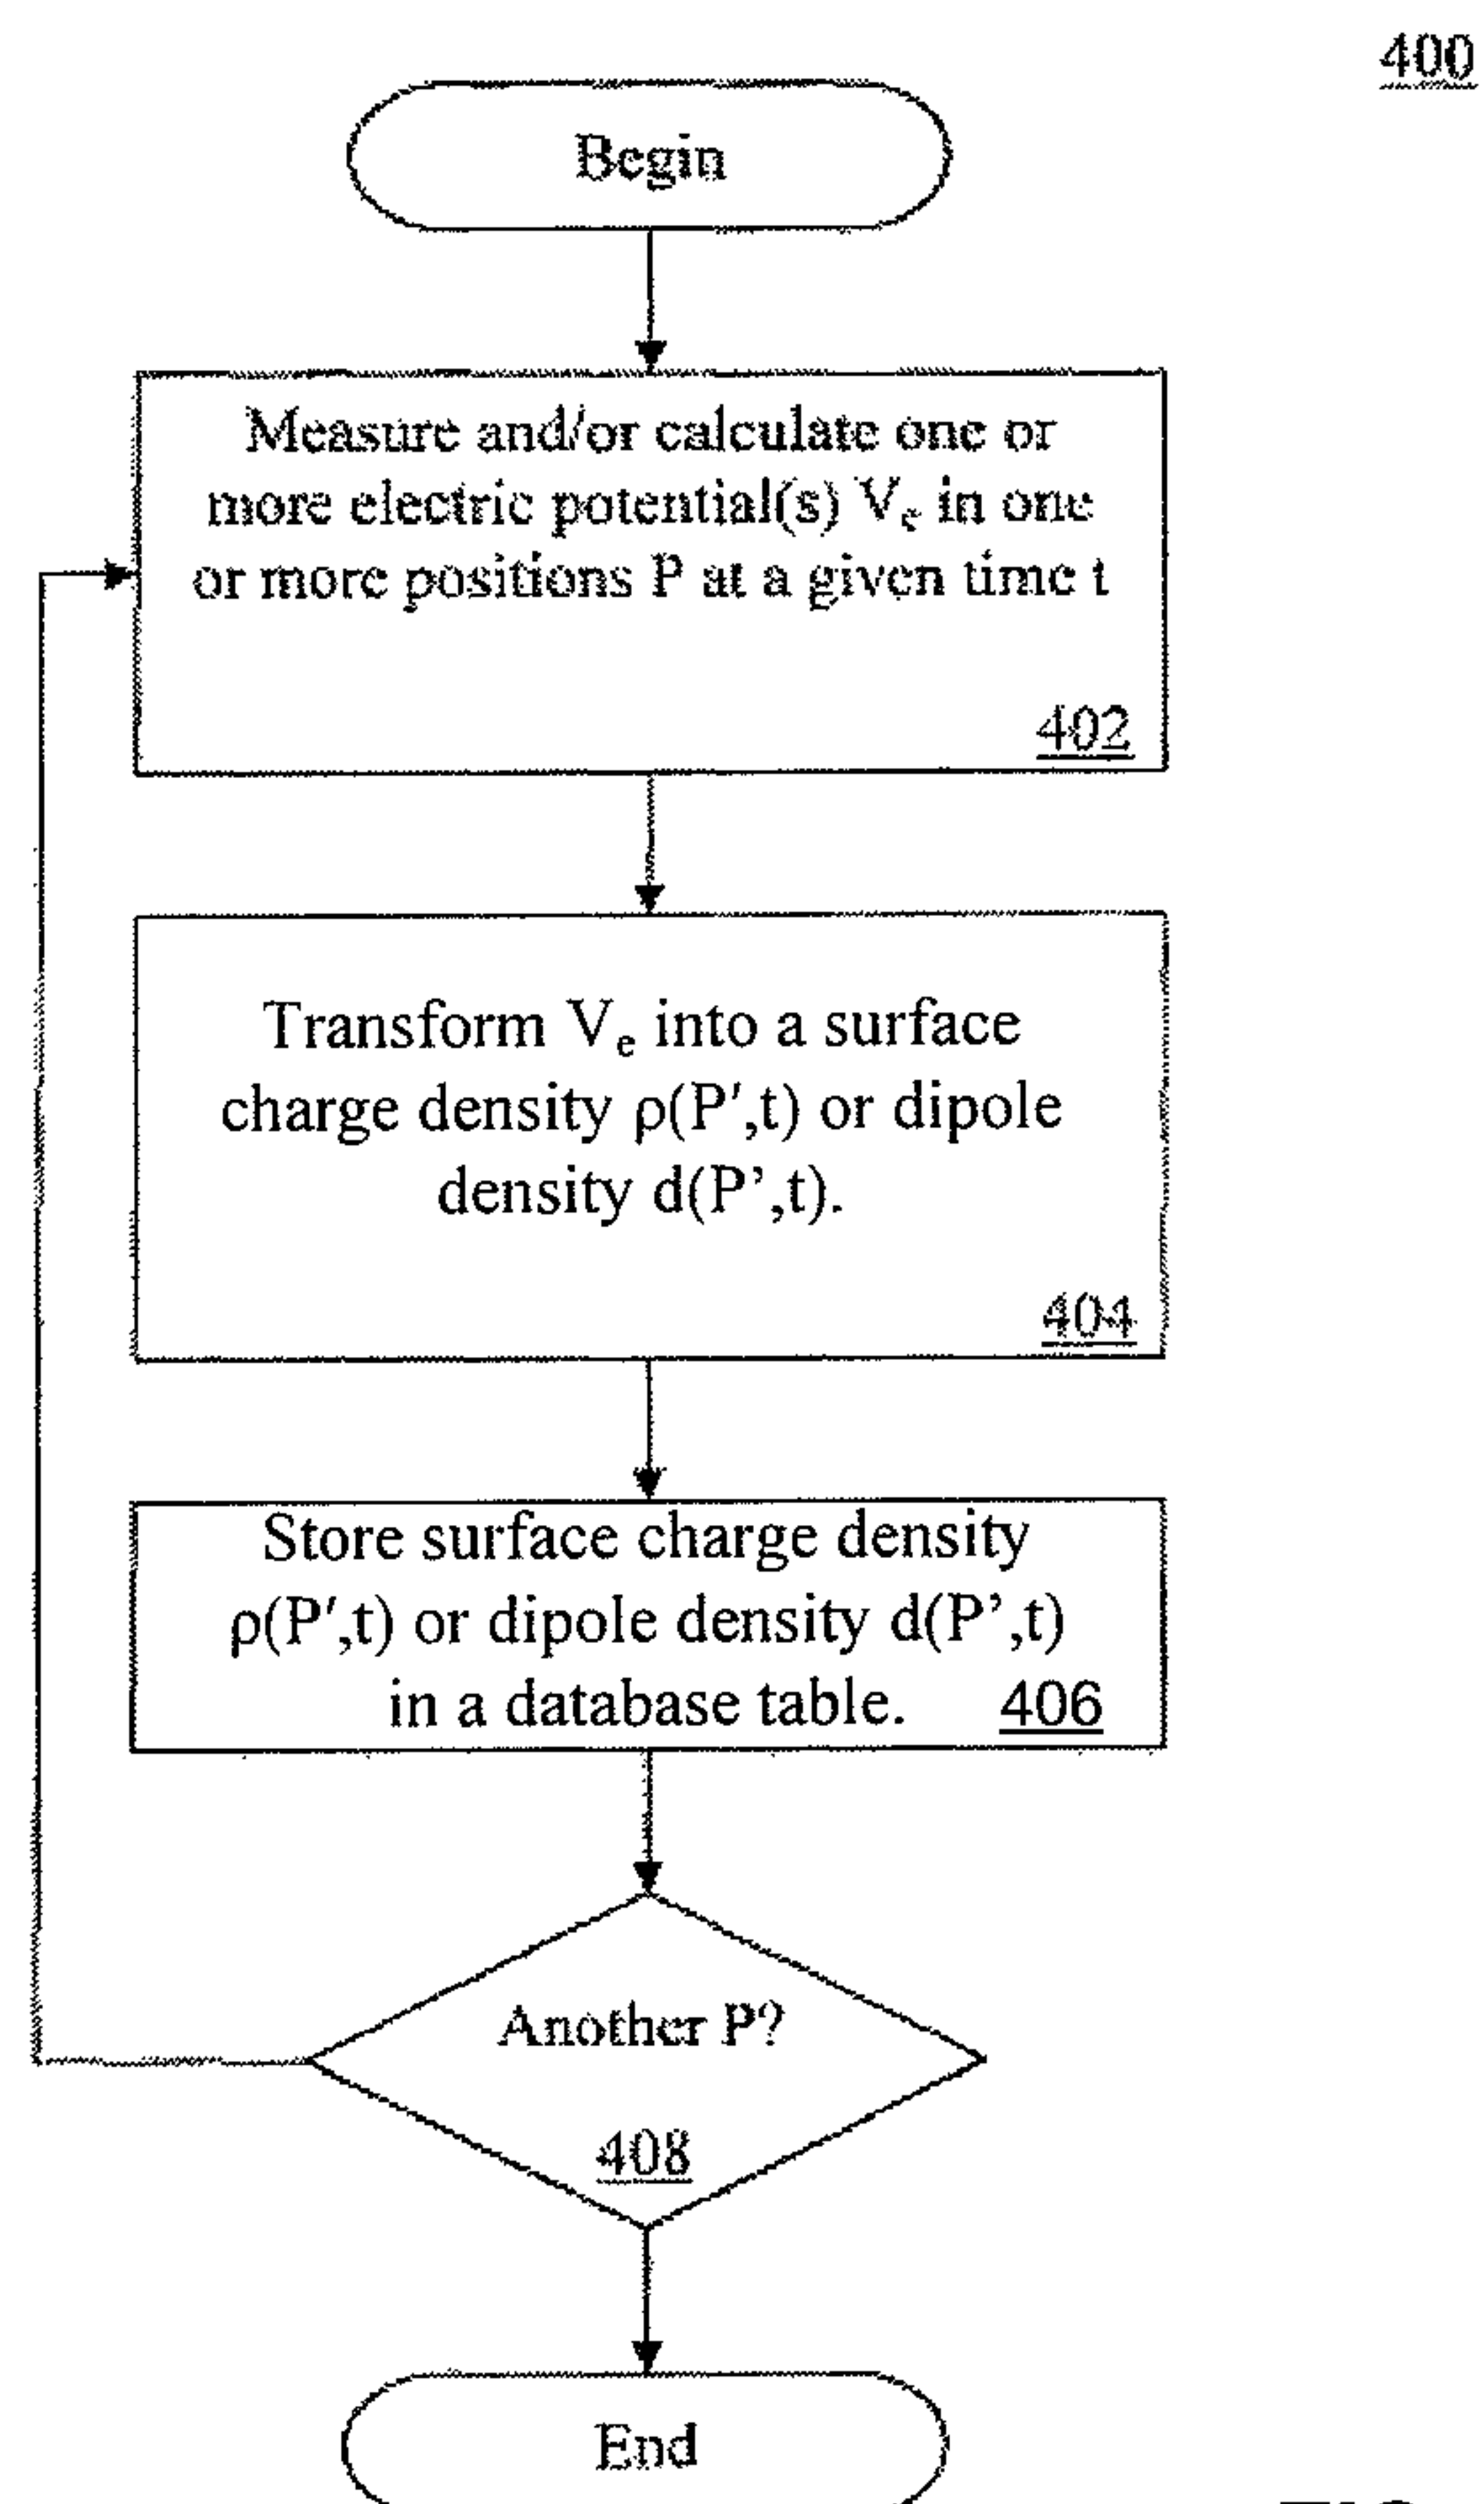 400
Begin
Measure and/or calculate one or
more electric potential(s) Ve in one
or more positions P at a given time t
402
Transform Ve into a surface
charge density ρ(P′,t) or dipole
density d(P’,t).
404
Store surface charge density
ρ(P′,t) or dipole density d(P’,t)
in a database table. 406
Another P?
408
End